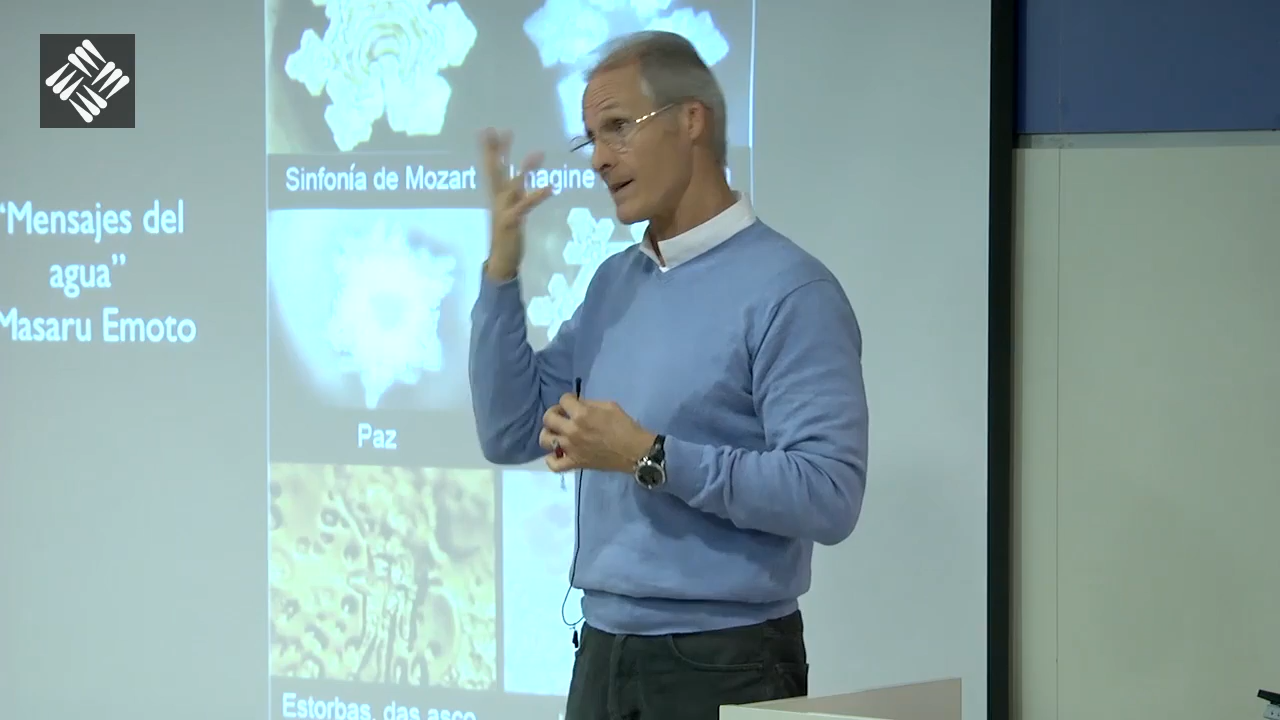 Sinfonía de Mozart
Imagine
"Mensajes del
agua"
Masaru Emoto
Paz
Estorbas, das asco